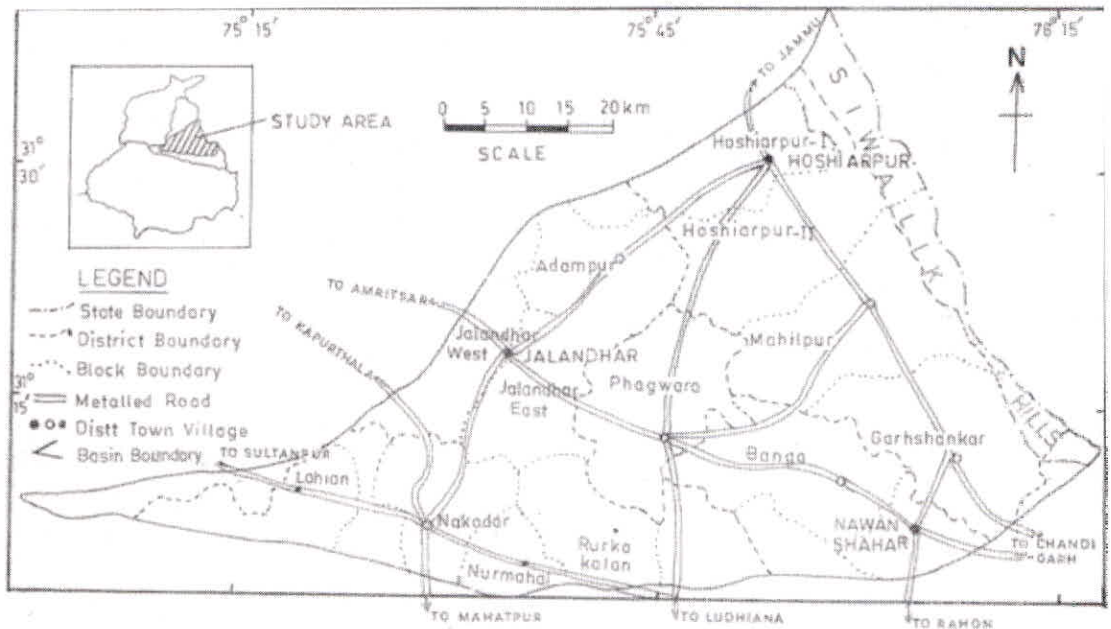 75° 15'
75° 45'
76° 15'
TO JAMMU
N
STUDY AREA
0 5 10 15 20 km
SCALE
31°
30'
Hoshiarpur-I
HOSHIARPUR
SIWALIK
HILLS
Hoshiarpur-II
Adampur
LEGEND
State Boundary
District Boundary
Block Boundary
Metalled Road
Distt Town Village
Basin Boundary
TO AMRITSAR
TO KAPURTHALA
Jalandhar
West
JALANDHAR
Jalandhar
East
Mahilpur
Phagwara
31°
15'
TO SULTANPUR
Lohian
Garhshankar
Banga
Nakodar
NAWAN
SHAHAR
TO CHANDI
GARH
Rurka
kalan
Nurmahal
TO MAHATPUR
TO LUDHIANA
TO RAHON